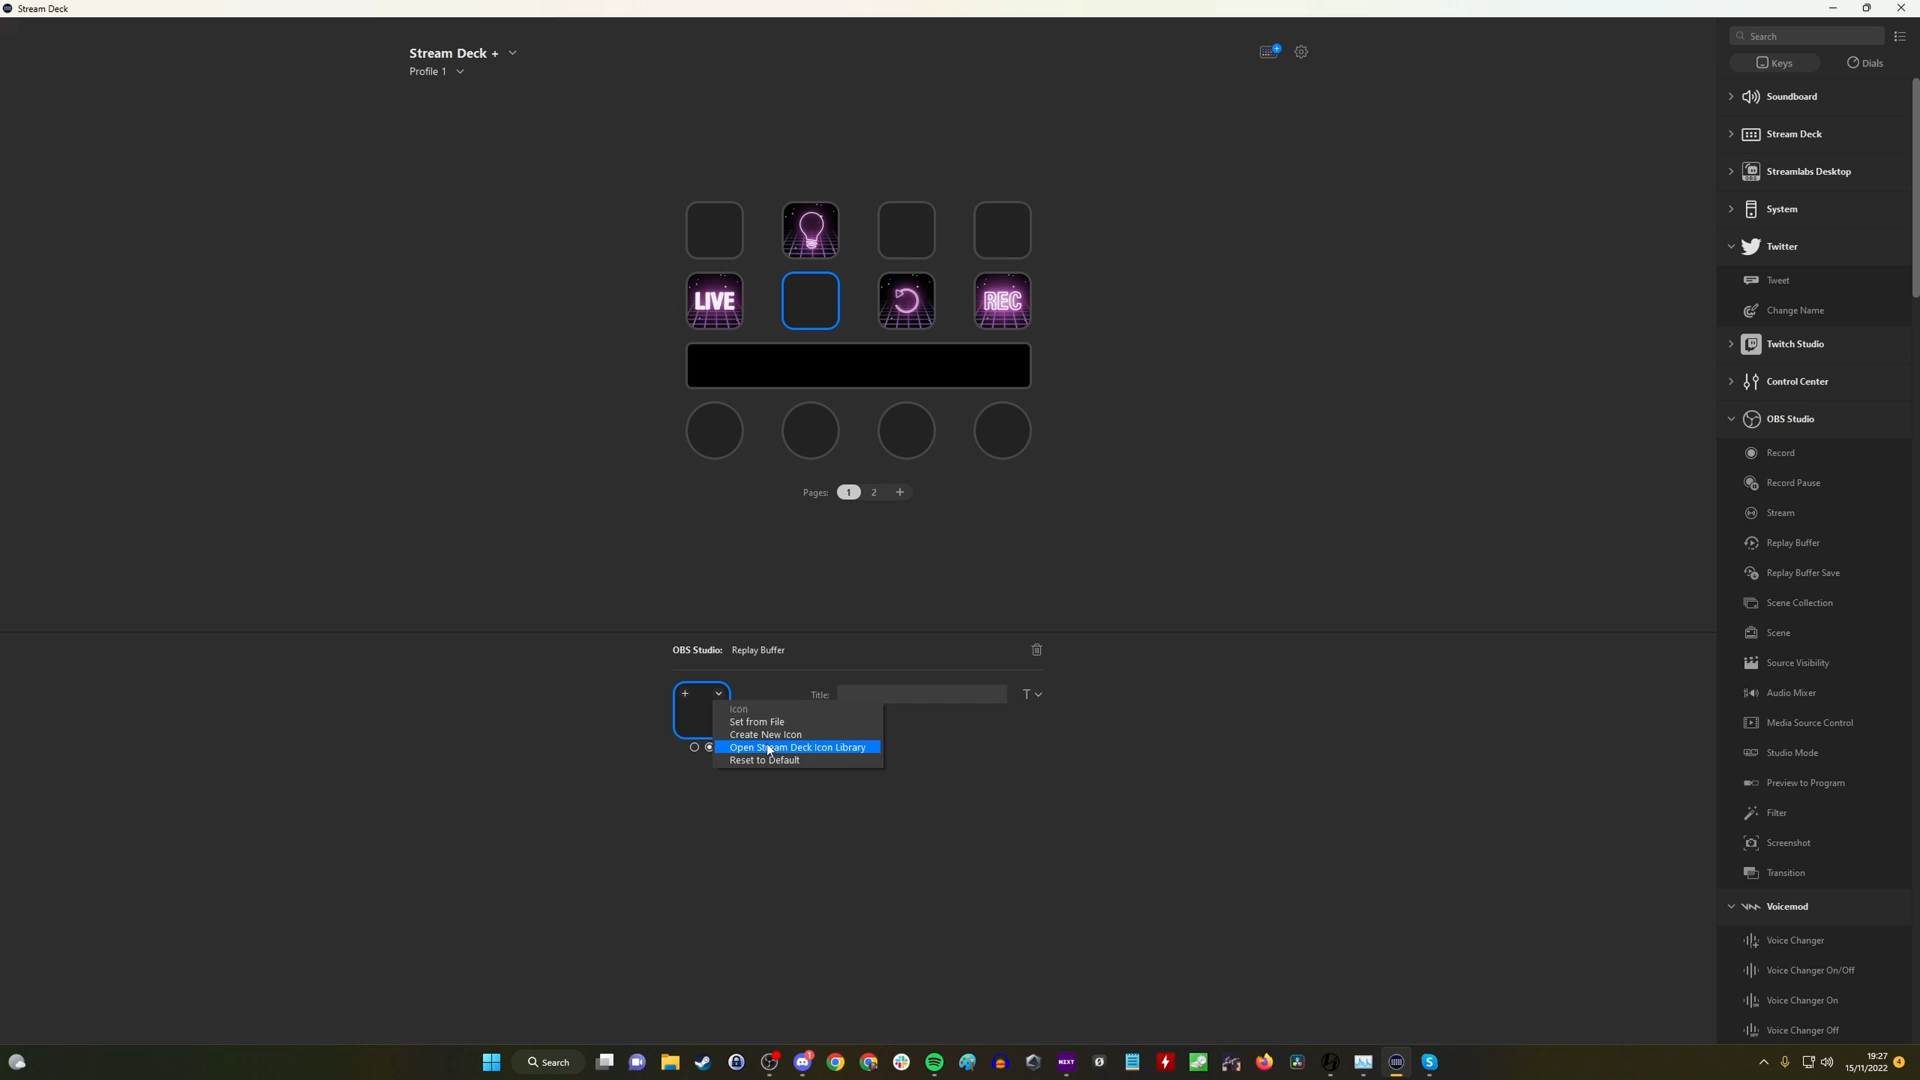 Stream Deck
Stream Deck +
Profile 1
Search
Keys
Dials
Soundboard
Stream Deck
Streamlabs Desktop
System
Twitter
Tweet
Change Name
Twitch Studio
Control Center
OBS Studio
Record
Record Pause
Stream
Replay Buffer
Replay Buffer Save
Scene Collection
Scene
Source Visibility
Audio Mixer
Media Source Control
Studio Mode
Preview to Program
Filter
Screenshot
Transition
Voicemod
Voice Changer
Voice Changer On/Off
Voice Changer On
Voice Changer Off
LIVE
REC
Pages: 1 2 +
OBS Studio: Replay Buffer
Title:
T
Icon
Set from File
Create New Icon
Open Stream Deck Icon Library
Reset to Default
Search
1
NEXT
19:27
15/11/2022
4